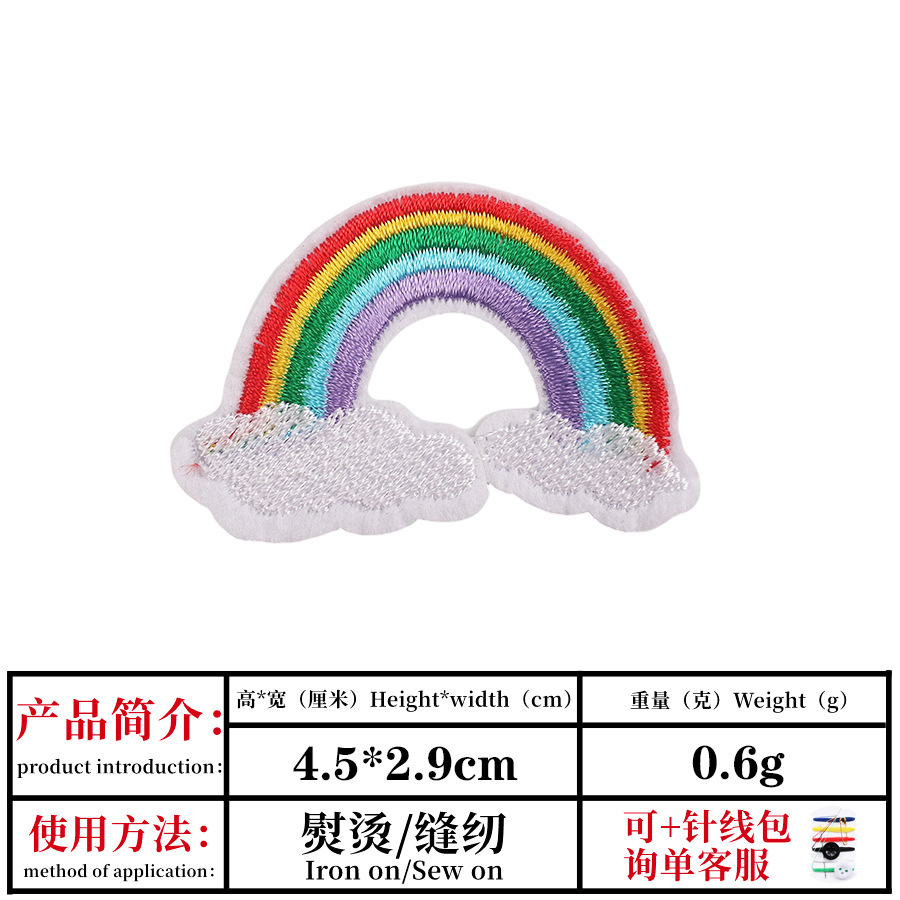 产品简介：
product introduction：
高*宽（厘米）Height*width（cm）
重量（克）Weight（g）
4.5*2.9cm
0.6g
使用方法：
method of application：
熨烫/缝纫
Iron on/Sew on
可+针线包
询单客服